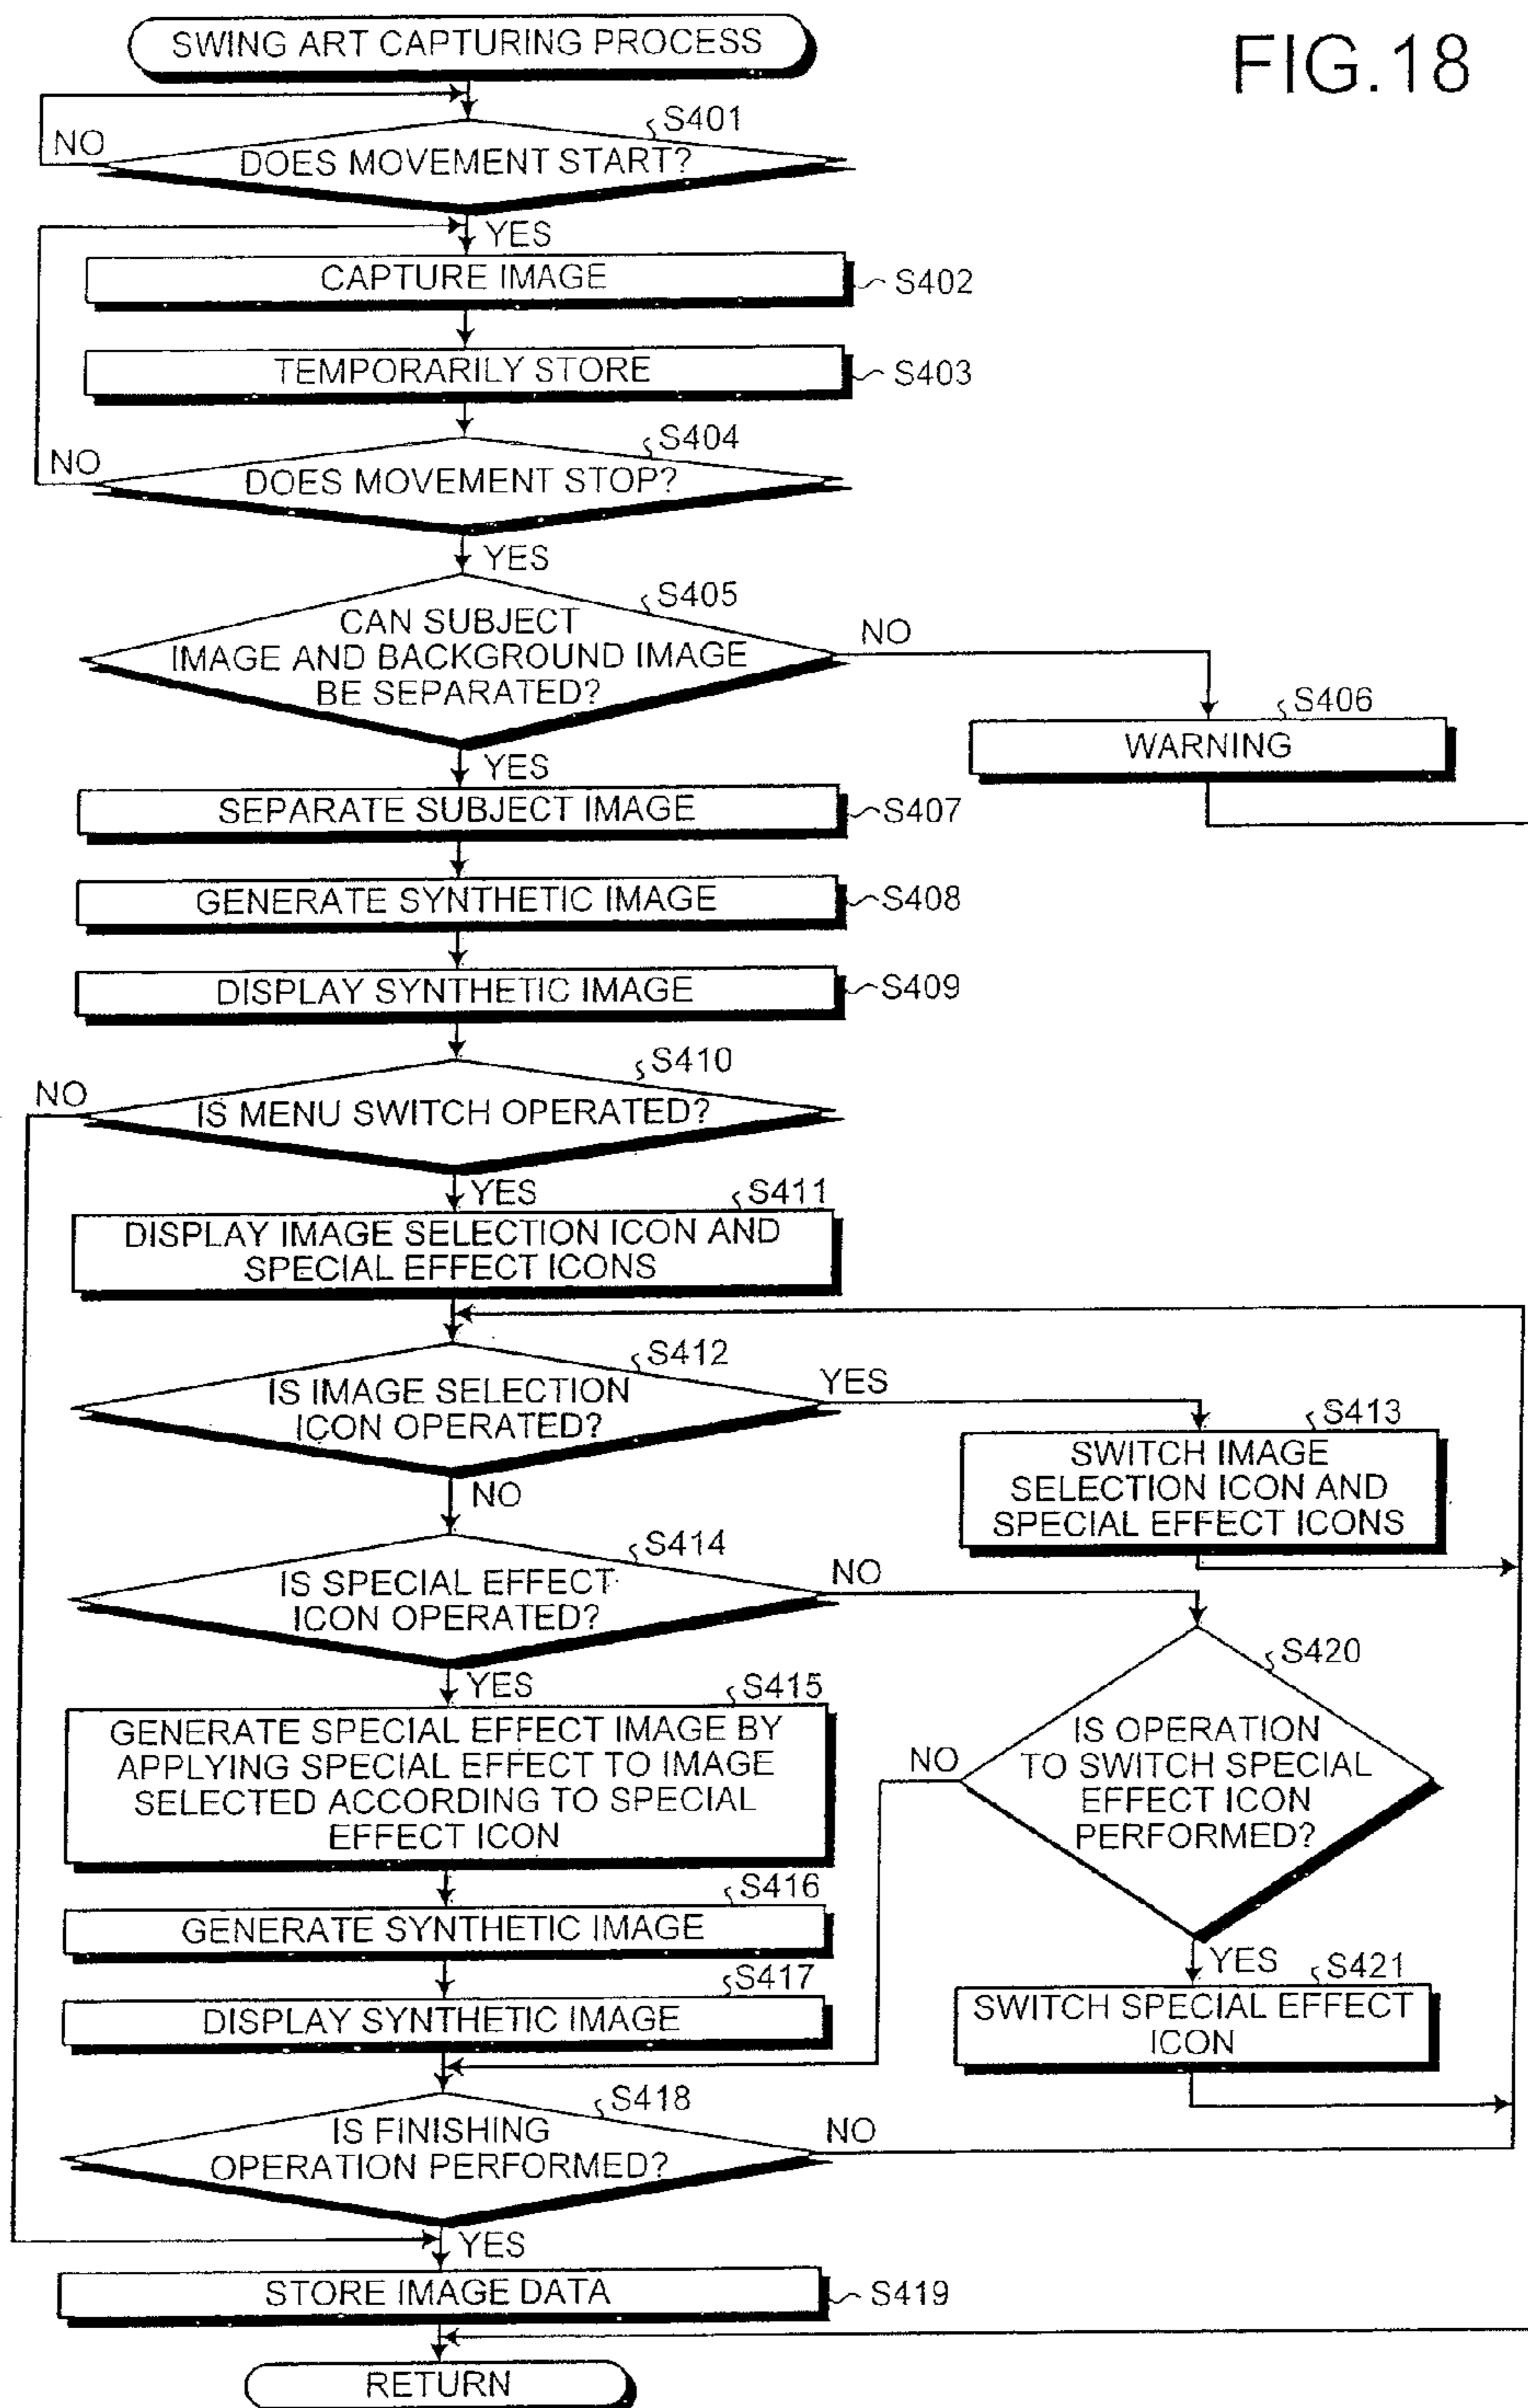 FIG.18
SWING ART CAPTURING PROCESS
S401
NO
DOES MOVEMENT START?
YES
CAPTURE IMAGE
S402
TEMPORARILY STORE
S403
S404
NO
DOES MOVEMENT STOP?
YES
S405
CAN SUBJECT
IMAGE AND BACKGROUND IMAGE
BE SEPARATED?
NO
S406
WARNING
YES
SEPARATE SUBJECT IMAGE
S407
GENERATE SYNTHETIC IMAGE
S408
DISPLAY SYNTHETIC IMAGE
S409
S410
NO
IS MENU SWITCH OPERATED?
YES
S411
DISPLAY IMAGE SELECTION ICON AND
SPECIAL EFFECT ICONS
S412
IS IMAGE SELECTION
ICON OPERATED?
YES
S413
SWITCH IMAGE
SELECTION ICON AND
SPECIAL EFFECT ICONS
NO
S414
IS SPECIAL EFFECT
ICON OPERATED?
NO
S420
IS OPERATION
TO SWITCH SPECIAL
EFFECT ICON
PERFORMED?
NO
YES
S415
GENERATE SPECIAL EFFECT IMAGE BY
APPLYING SPECIAL EFFECT TO IMAGE
SELECTED ACCORDING TO SPECIAL
EFFECT ICON
S416
GENERATE SYNTHETIC IMAGE
YES
S421
SWITCH SPECIAL EFFECT
ICON
S417
DISPLAY SYNTHETIC IMAGE
S418
IS FINISHING
OPERATION PERFORMED?
NO
YES
STORE IMAGE DATA
S419
RETURN